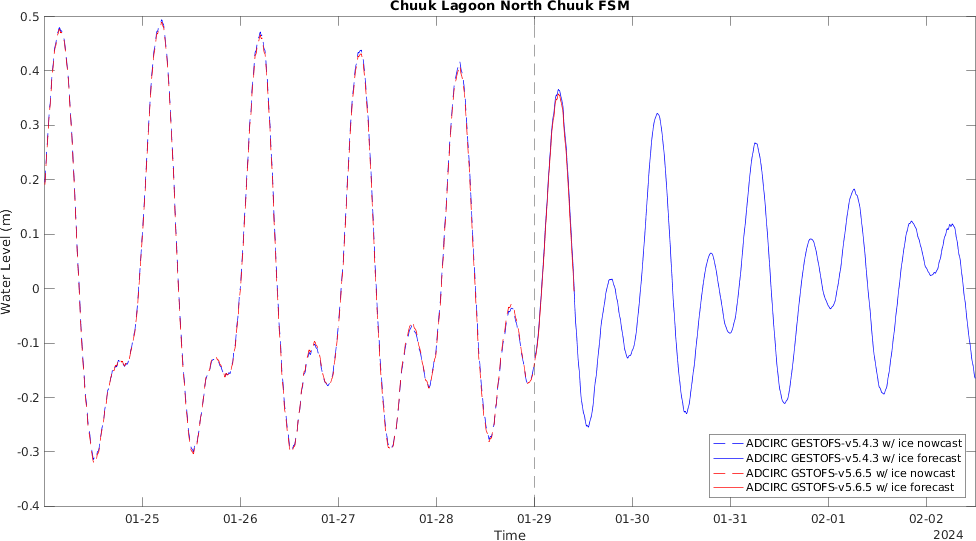 Chuuk Lagoon North Chuuk FSM
0.5
0.4
0.3
0.2
0.1
0
-0.1
-0.2
-0.3
-0.4
Water Level (m)
01-25 01-26 01-27 01-28 01-29 01-30 01-31 02-01 02-02
Time
2024
ADCIRC GESTOFS-v5.4.3 w/ ice nowcast
ADCIRC GESTOFS-v5.4.3 w/ ice forecast
ADCIRC GSTOFS-v5.6.5 w/ ice nowcast
ADCIRC GSTOFS-v5.6.5 w/ ice forecast